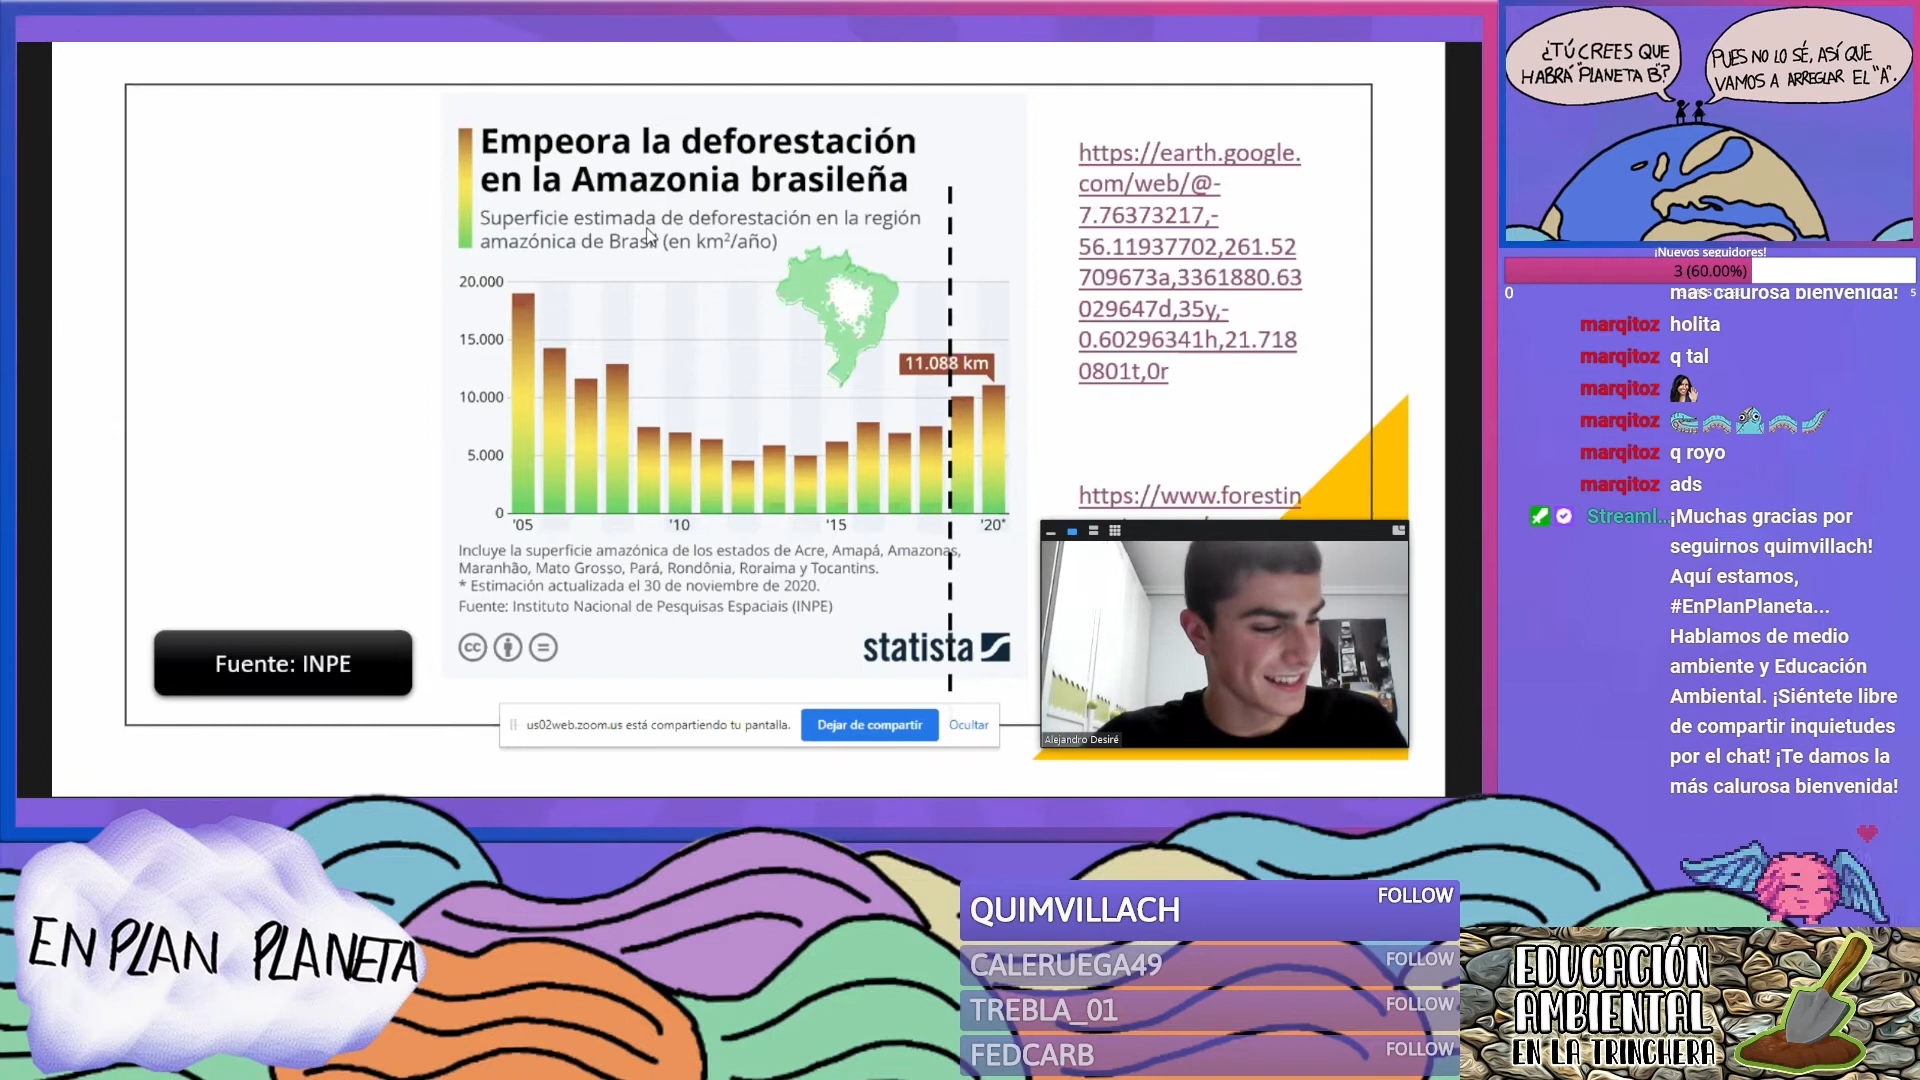 Empeora la deforestación
en la Amazonia brasileña
Superficie estimada de deforestación en la región
amazónica de Brasil (en km²/año)
20.000
15.000
10.000
5.000
0
11.088 km
'05
'10
'15
'20*
Incluye la superficie amazónica de los estados de Acre, Amapá, Amazonas,
Maranhão, Mato Grosso, Pará, Rondônia, Roraima y Tocantins.
* Estimación actualizada el 30 de noviembre de 2020.
Fuente: Instituto Nacional de Pesquisas Espaciais (INPE)
cc
statista
Fuente: INPE
https://earth.google.
com/web/@-
7.76373217,-
56.11937702,261.52
709673a,3361880.63
029647d,35y,-
0.60296341h,21.718
0801t,0r
https://www.forestin
us02web.zoom.us está compartiendo tu pantalla.
Dejar de compartir
Ocultar
Alejandro Desiré
¿TÚ CREES QUE
HABRÁ "PLANETA B"?
PUES NO LO SÉ, ASÍ QUE
VAMOS A ARREGLAR EL "A".
¡Nuevos seguidores!
3 (60.00%)
0
5
más calurosa bienvenida!
marqitoz holita
marqitoz q tal
marqitoz
marqitoz
marqitoz q royo
marqitoz ads
Streaml... ¡Muchas gracias por
seguirnos quimvillach!
Aquí estamos,
#EnPlanPlaneta...
Hablamos de medio
ambiente y Educación
Ambiental. ¡Siéntete libre
de compartir inquietudes
por el chat! ¡Te damos la
más calurosa bienvenida!
EN PLAN PLANETA
QUIMVILLACH FOLLOW
CALERUEGA49 FOLLOW
TREBLA_01 FOLLOW
FEDCARB FOLLOW
EDUCACIÓN
AMBIENTAL
EN LA TRINCHERA